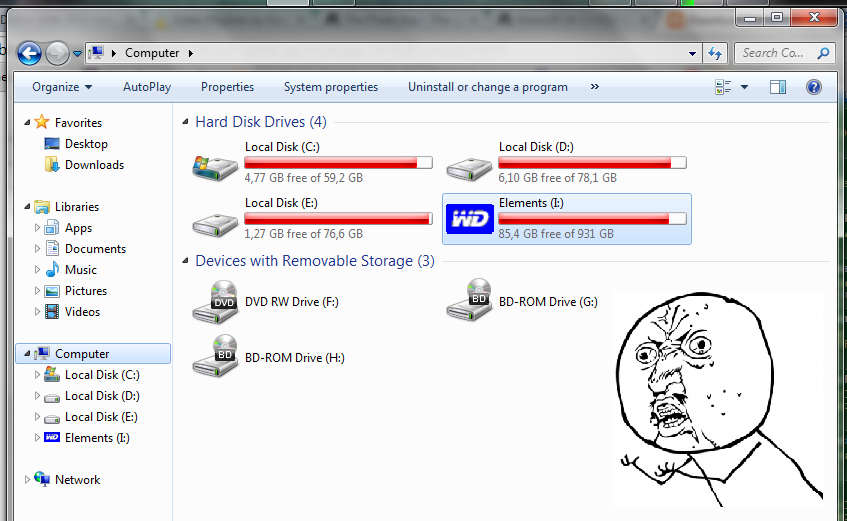 Computer
Search Co...
Organize
AutoPlay
Properties
System properties
Uninstall or change a program
»
Favorites
Desktop
Downloads
Libraries
Apps
Documents
Music
Pictures
Videos
Computer
Local Disk (C:)
Local Disk (D:)
Local Disk (E:)
Elements (I:)
Network
Hard Disk Drives (4)
Local Disk (C:)
4,77 GB free of 59,2 GB
Local Disk (D:)
6,10 GB free of 78,1 GB
Local Disk (E:)
1,27 GB free of 76,6 GB
WD
Elements (I:)
85,4 GB free of 931 GB
Devices with Removable Storage (3)
DVD
DVD RW Drive (F:)
BD
BD-ROM Drive (G:)
BD
BD-ROM Drive (H:)